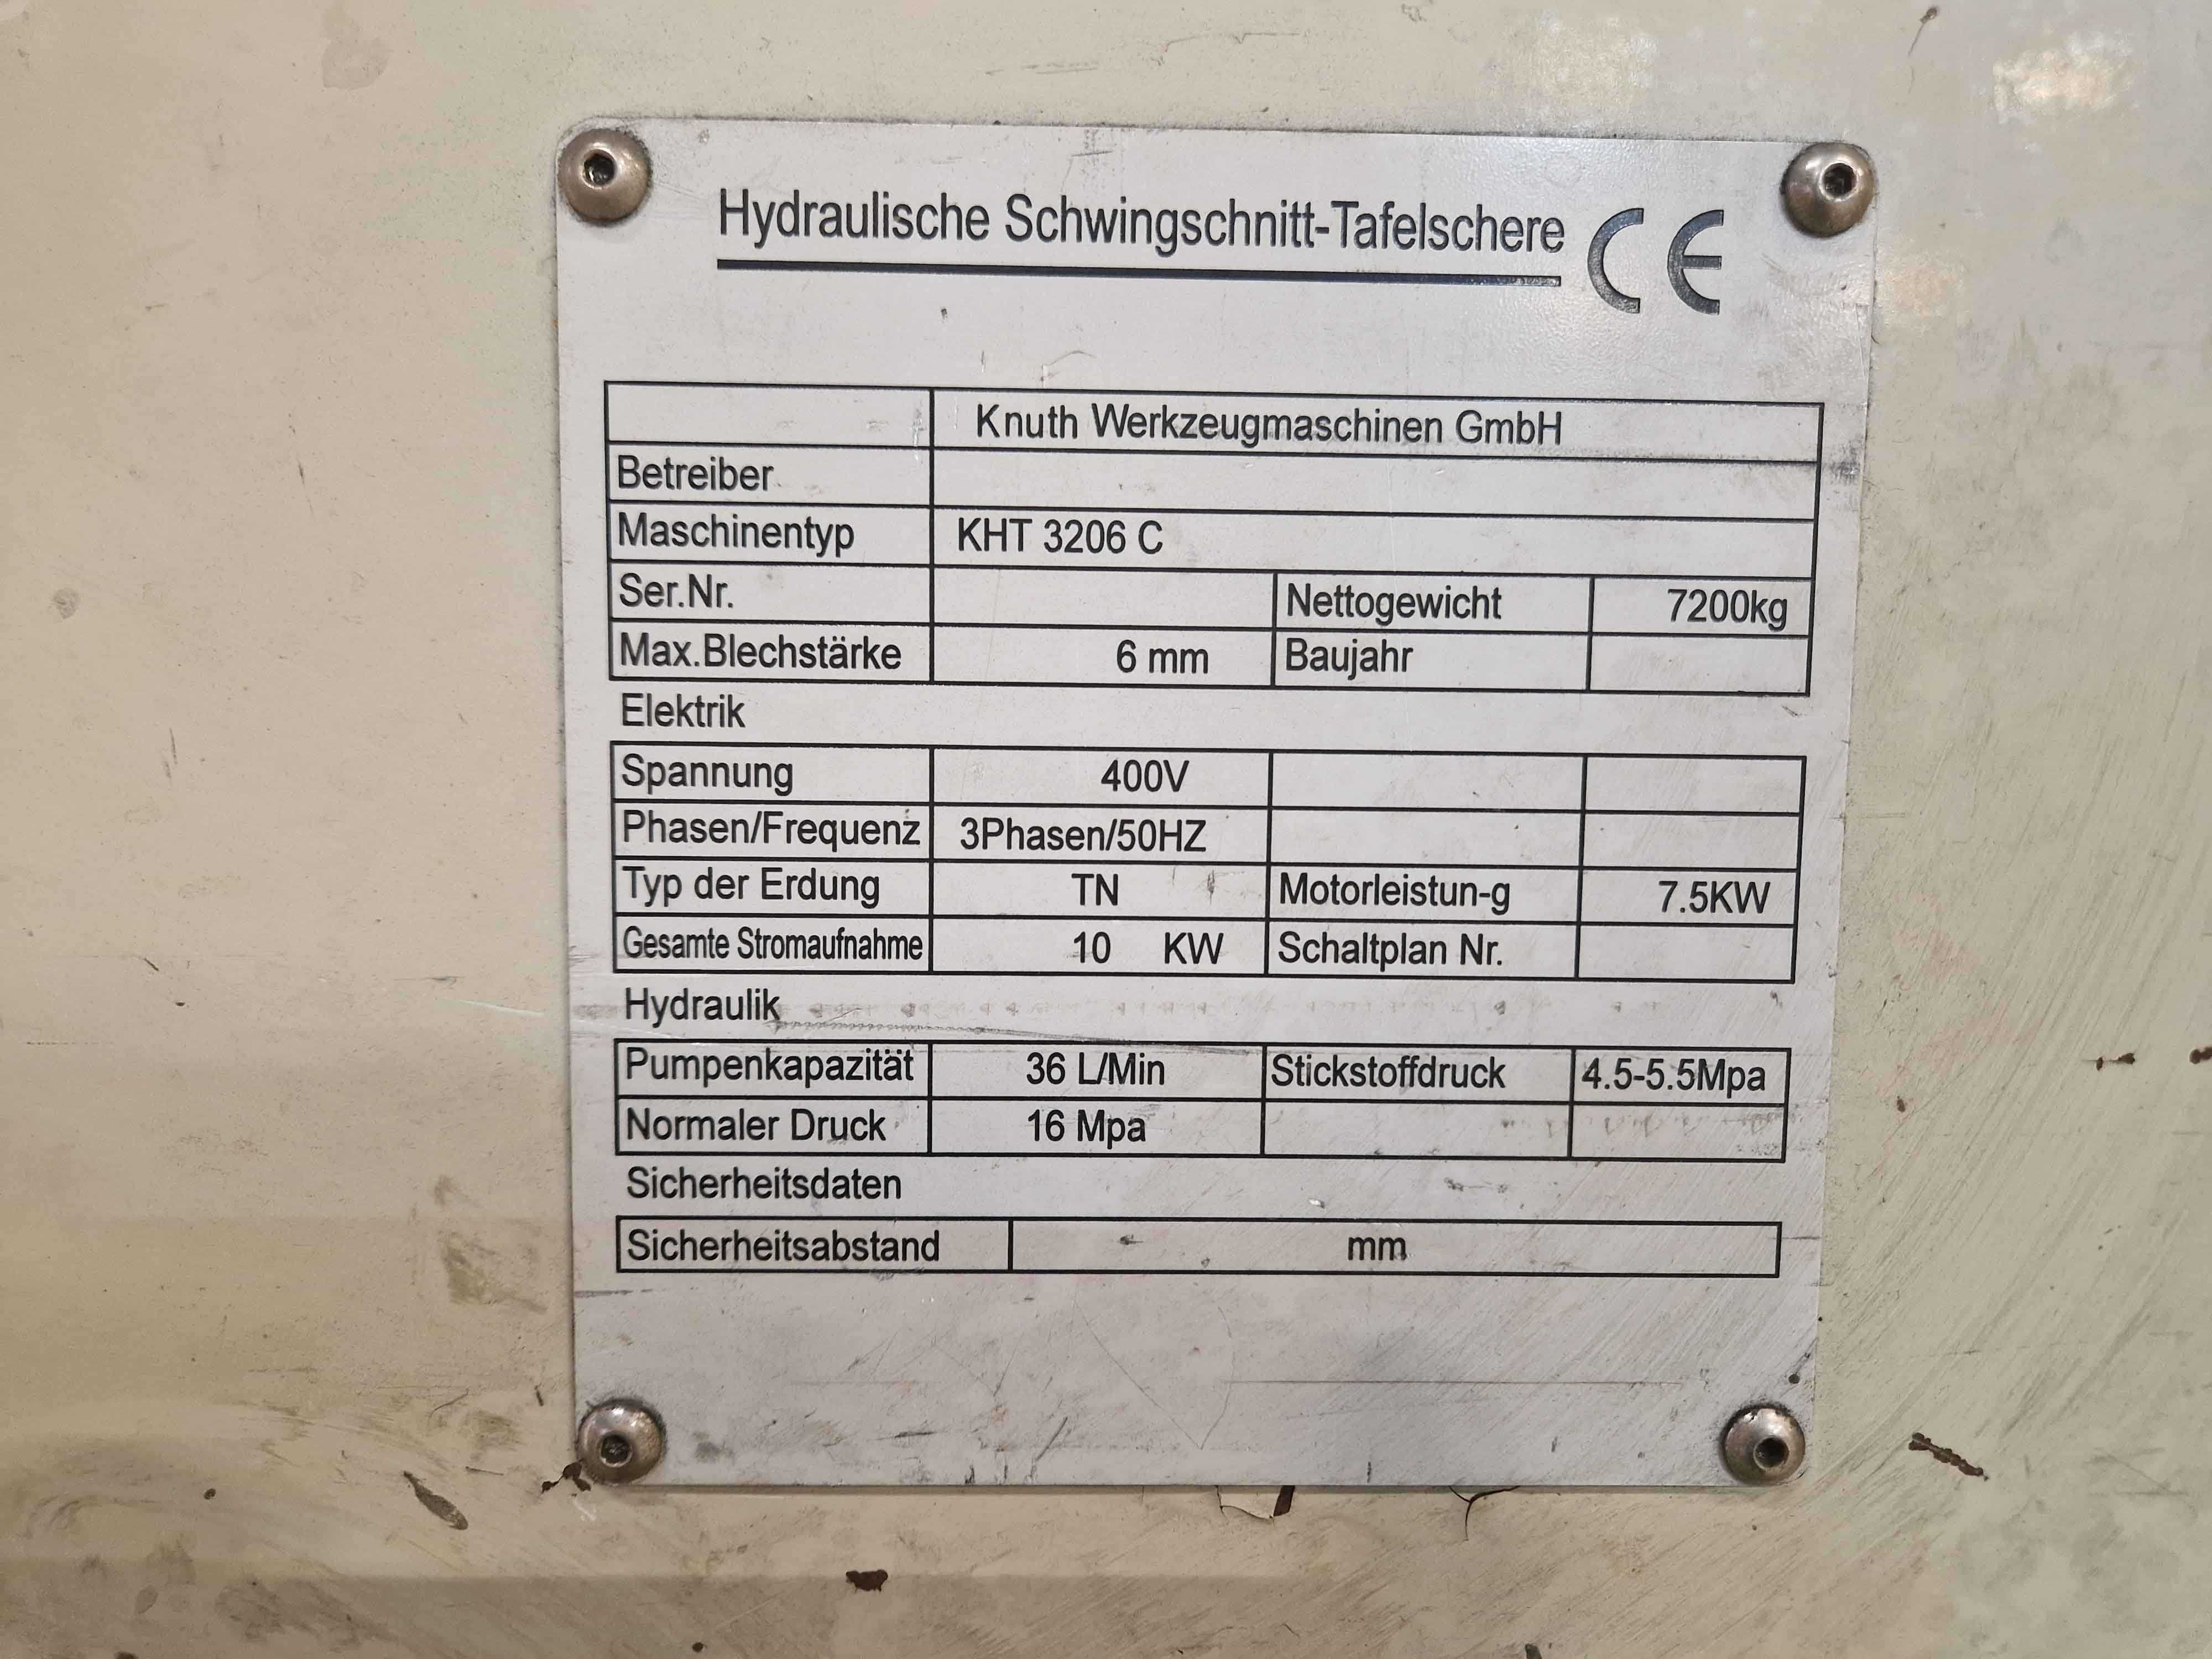 Hydraulische Schwingschnitt-Tafelschere CE
Knuth Werkzeugmaschinen GmbH
Betreiber
Maschinentyp KHT 3206 C
Ser.Nr. Nettogewicht 7200kg
Max.Blechstärke 6 mm Baujahr
Elektrik
Spannung 400V
Phasen/Frequenz 3Phasen/50HZ
Typ der Erdung TN Motorleistun-g 7.5KW
Gesamte Stromaufnahme 10 KW Schaltplan Nr.
Hydraulik
Pumpenkapazität 36 L/Min Stickstoffdruck 4.5-5.5Mpa
Normaler Druck 16 Mpa
Sicherheitsdaten
Sicherheitsabstand mm